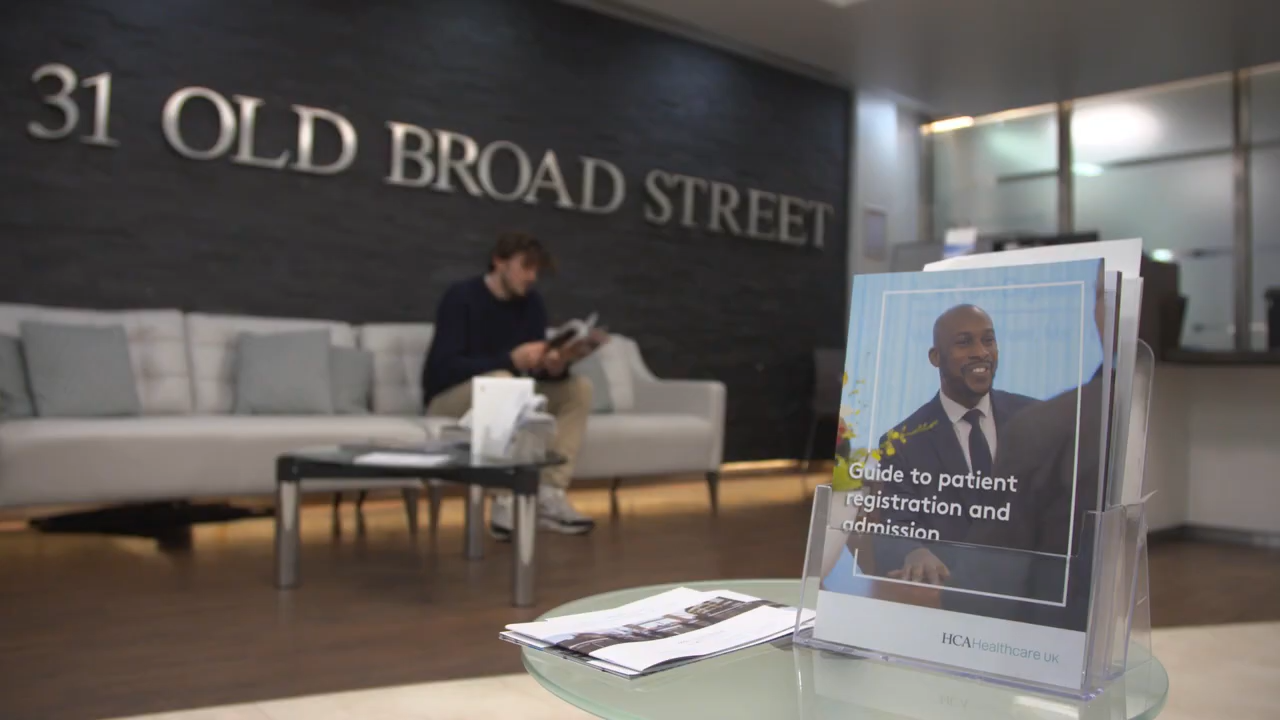 31 OLD BROAD STREET
Guide to patient
registration and
admission
HCAHealthcare UK